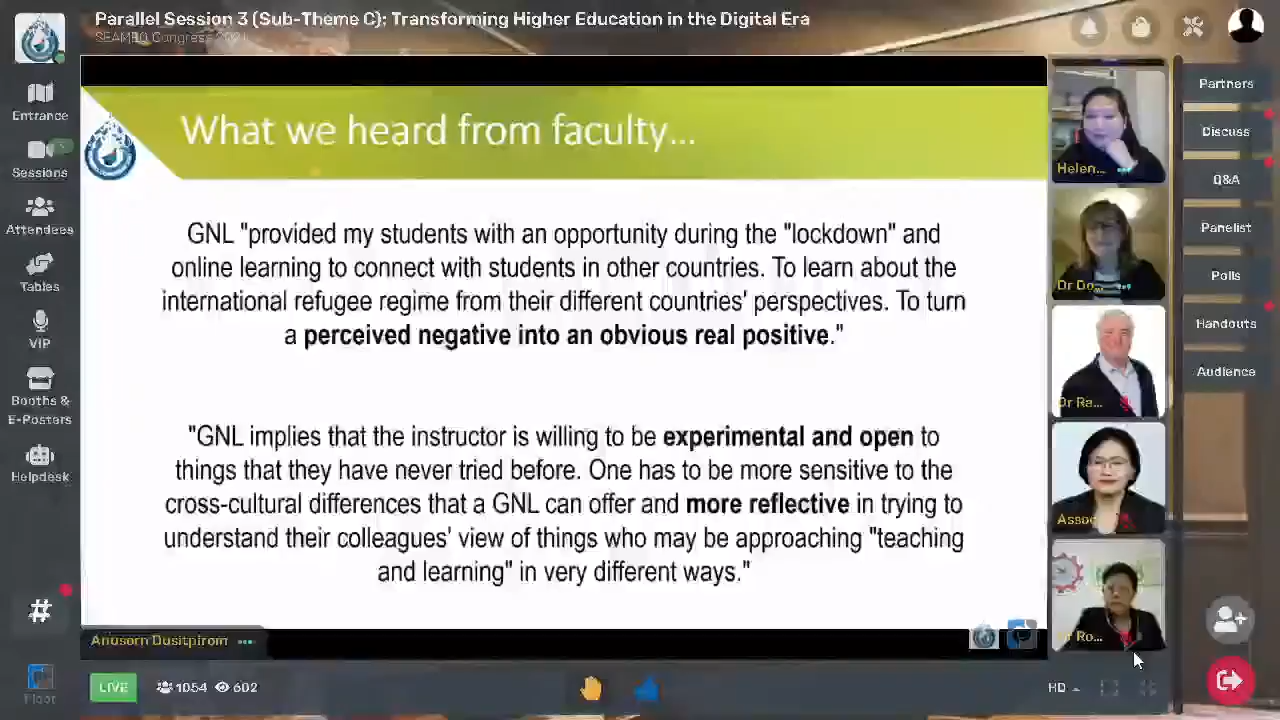 Parallel Session 3 (Sub-Theme C): Transforming Higher Education in the Digital Era
SEAMEO Congress 2021
Entrance
Sessions
Attendees
Tables
VIP
Booths &
E-Posters
Helpdesk
#
Floor
What we heard from faculty...
GNL "provided my students with an opportunity during the "lockdown" and
online learning to connect with students in other countries. To learn about the
international refugee regime from their different countries' perspectives. To turn
a perceived negative into an obvious real positive."
"GNL implies that the instructor is willing to be experimental and open to
things that they have never tried before. One has to be more sensitive to the
cross-cultural differences that a GNL can offer and more reflective in trying to
understand their colleagues' view of things who may be approaching "teaching
and learning" in very different ways."
Anusorn Dusitpirom
LIVE
1054
602
HD
Helen...
Dr Do...
Dr Ra...
Assoc
Dr Ro...
Partners
Discuss
Q&A
Panelist
Polls
Handouts
Audience